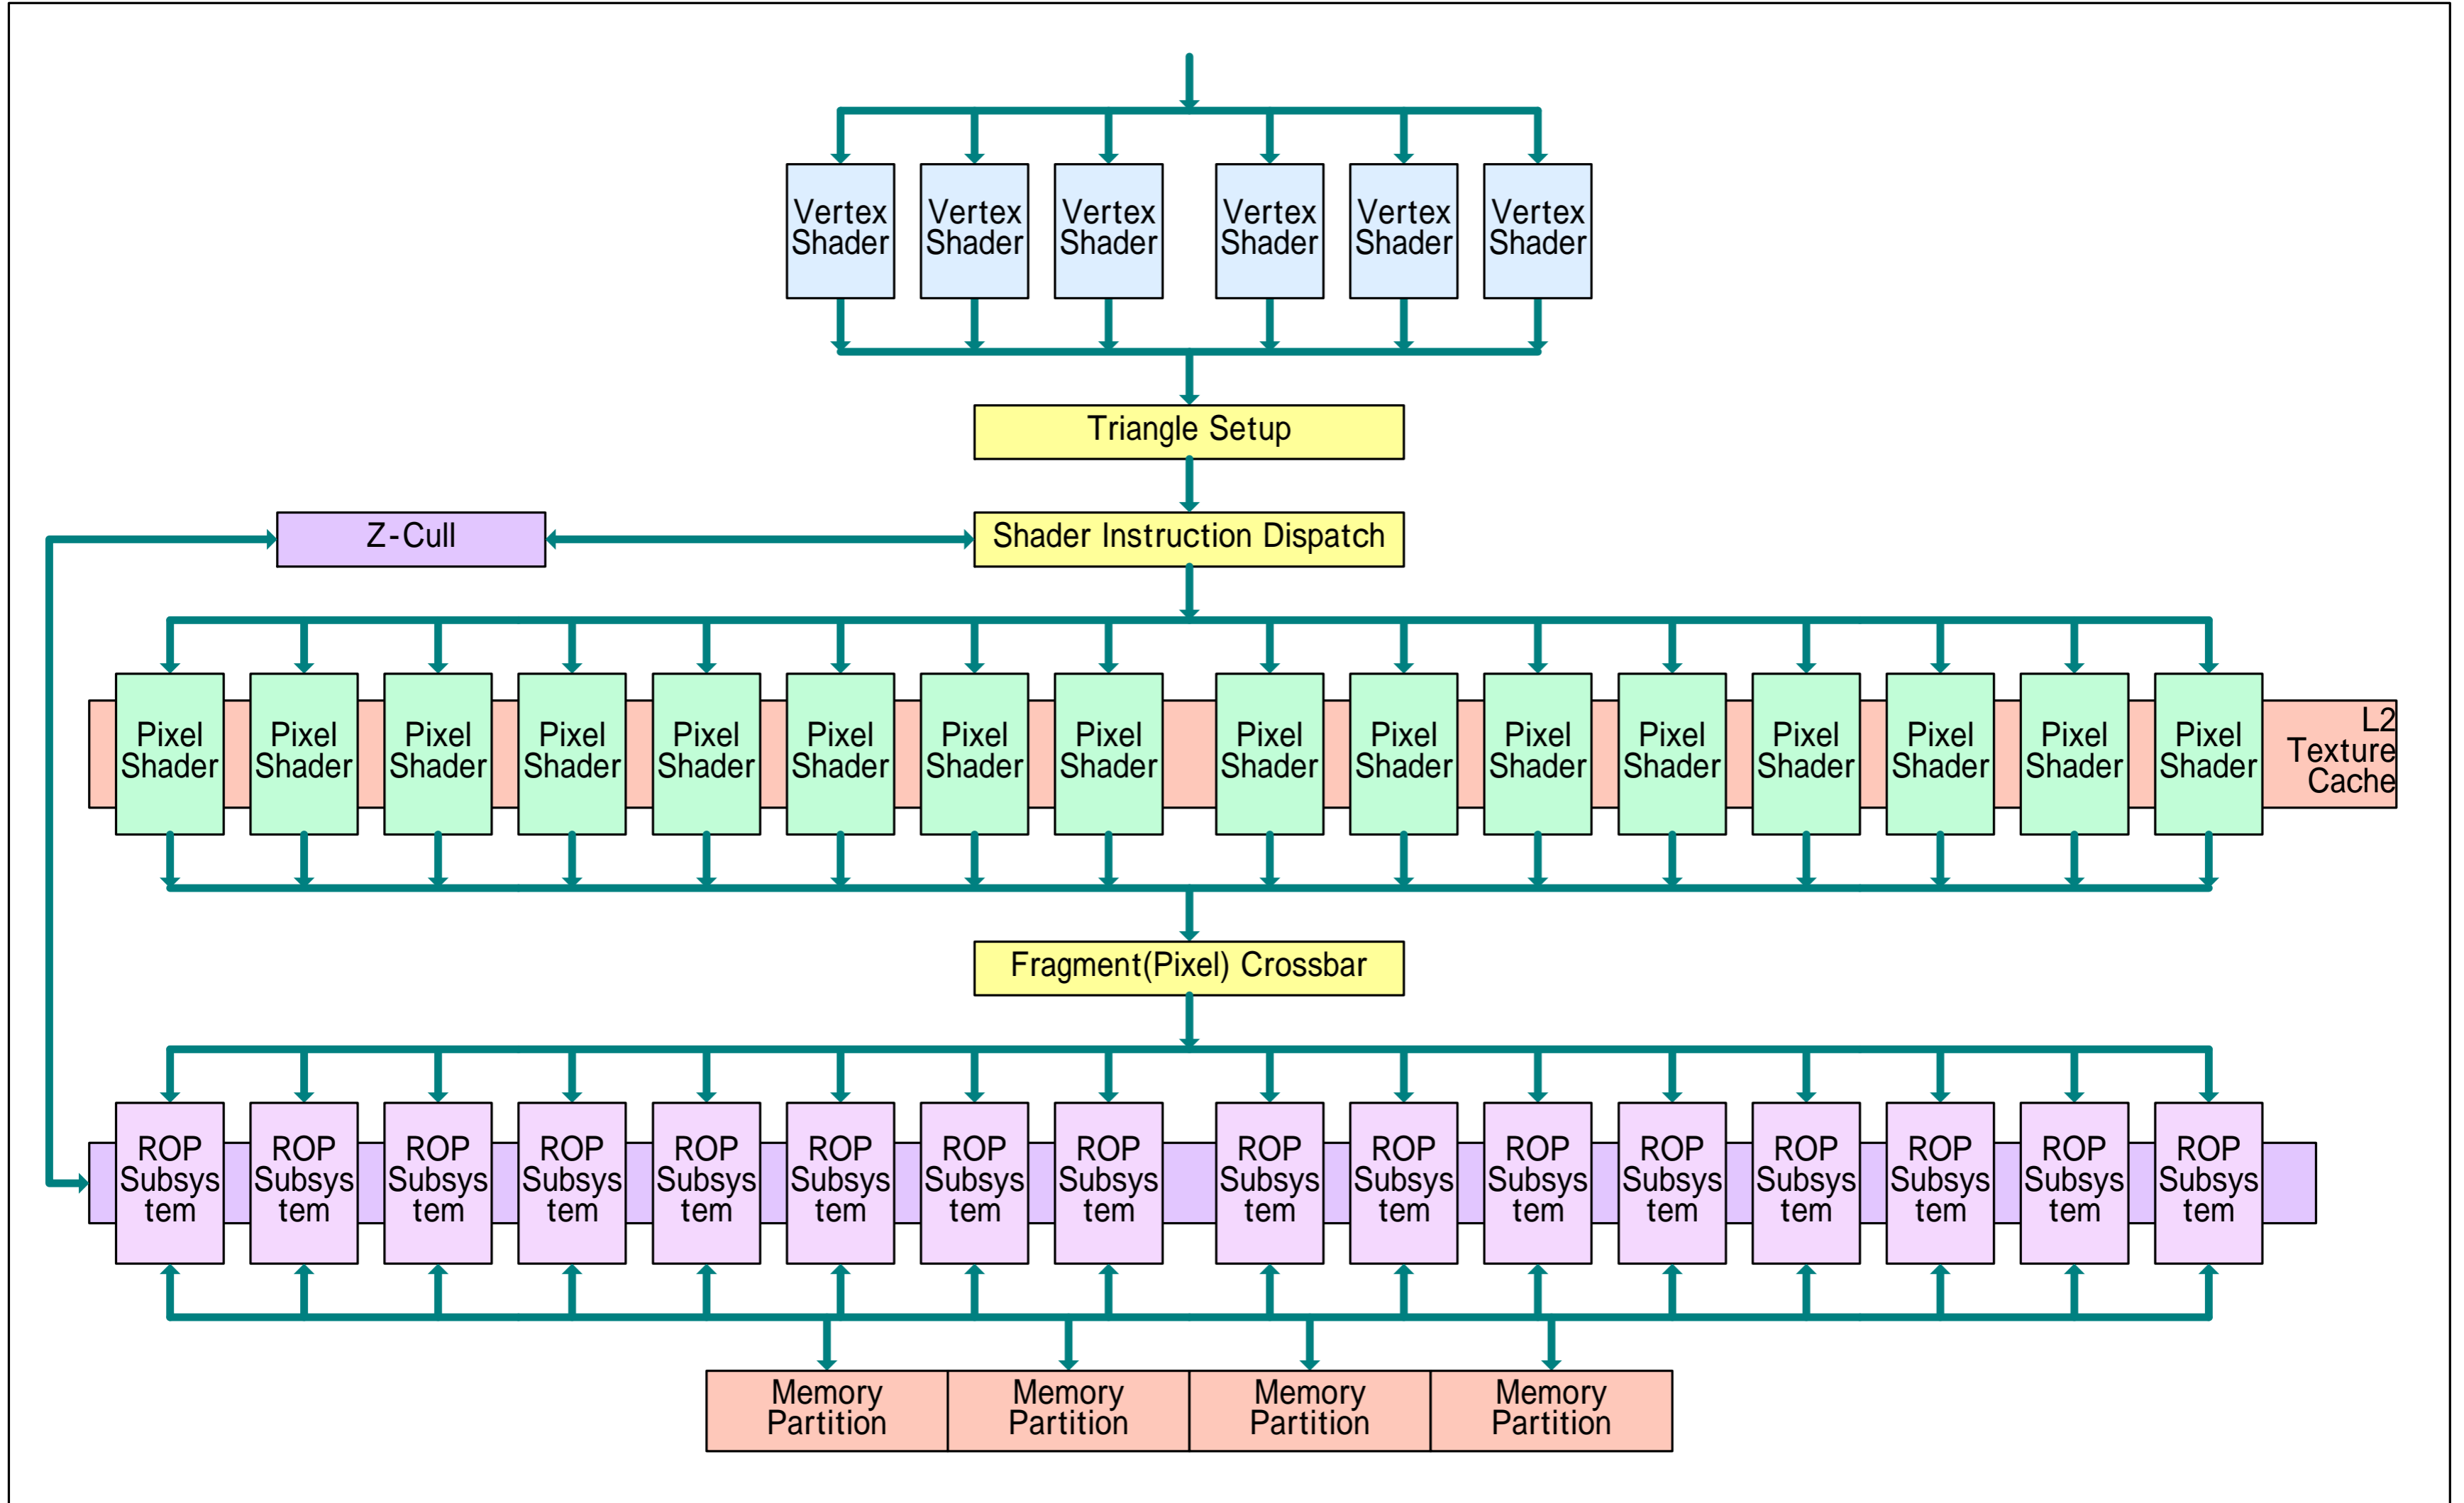 Vertex Vertex Vertex Vertex Vertex Vertex
Shader Shader Shader Shader Shader Shader
Triangle Setup
Z-Cull Shader Instruction Dispatch
Pixel Pixel Pixel Pixel Pixel Pixel Pixel Pixel Pixel Pixel Pixel Pixel Pixel Pixel Pixel Pixel L2
Shader Shader Shader Shader Shader Shader Shader Shader Shader Shader Shader Shader Shader Shader Shader Shader Texture
Cache
Fragment(Pixel) Crossbar
ROP ROP ROP ROP ROP ROP ROP ROP ROP ROP ROP ROP ROP ROP ROP ROP
Subsys Subsys Subsys Subsys Subsys Subsys Subsys Subsys Subsys Subsys Subsys Subsys Subsys Subsys Subsys Subsys
tem tem tem tem tem tem tem tem tem tem tem tem tem tem tem tem
Memory Memory Memory Memory
Partition Partition Partition Partition